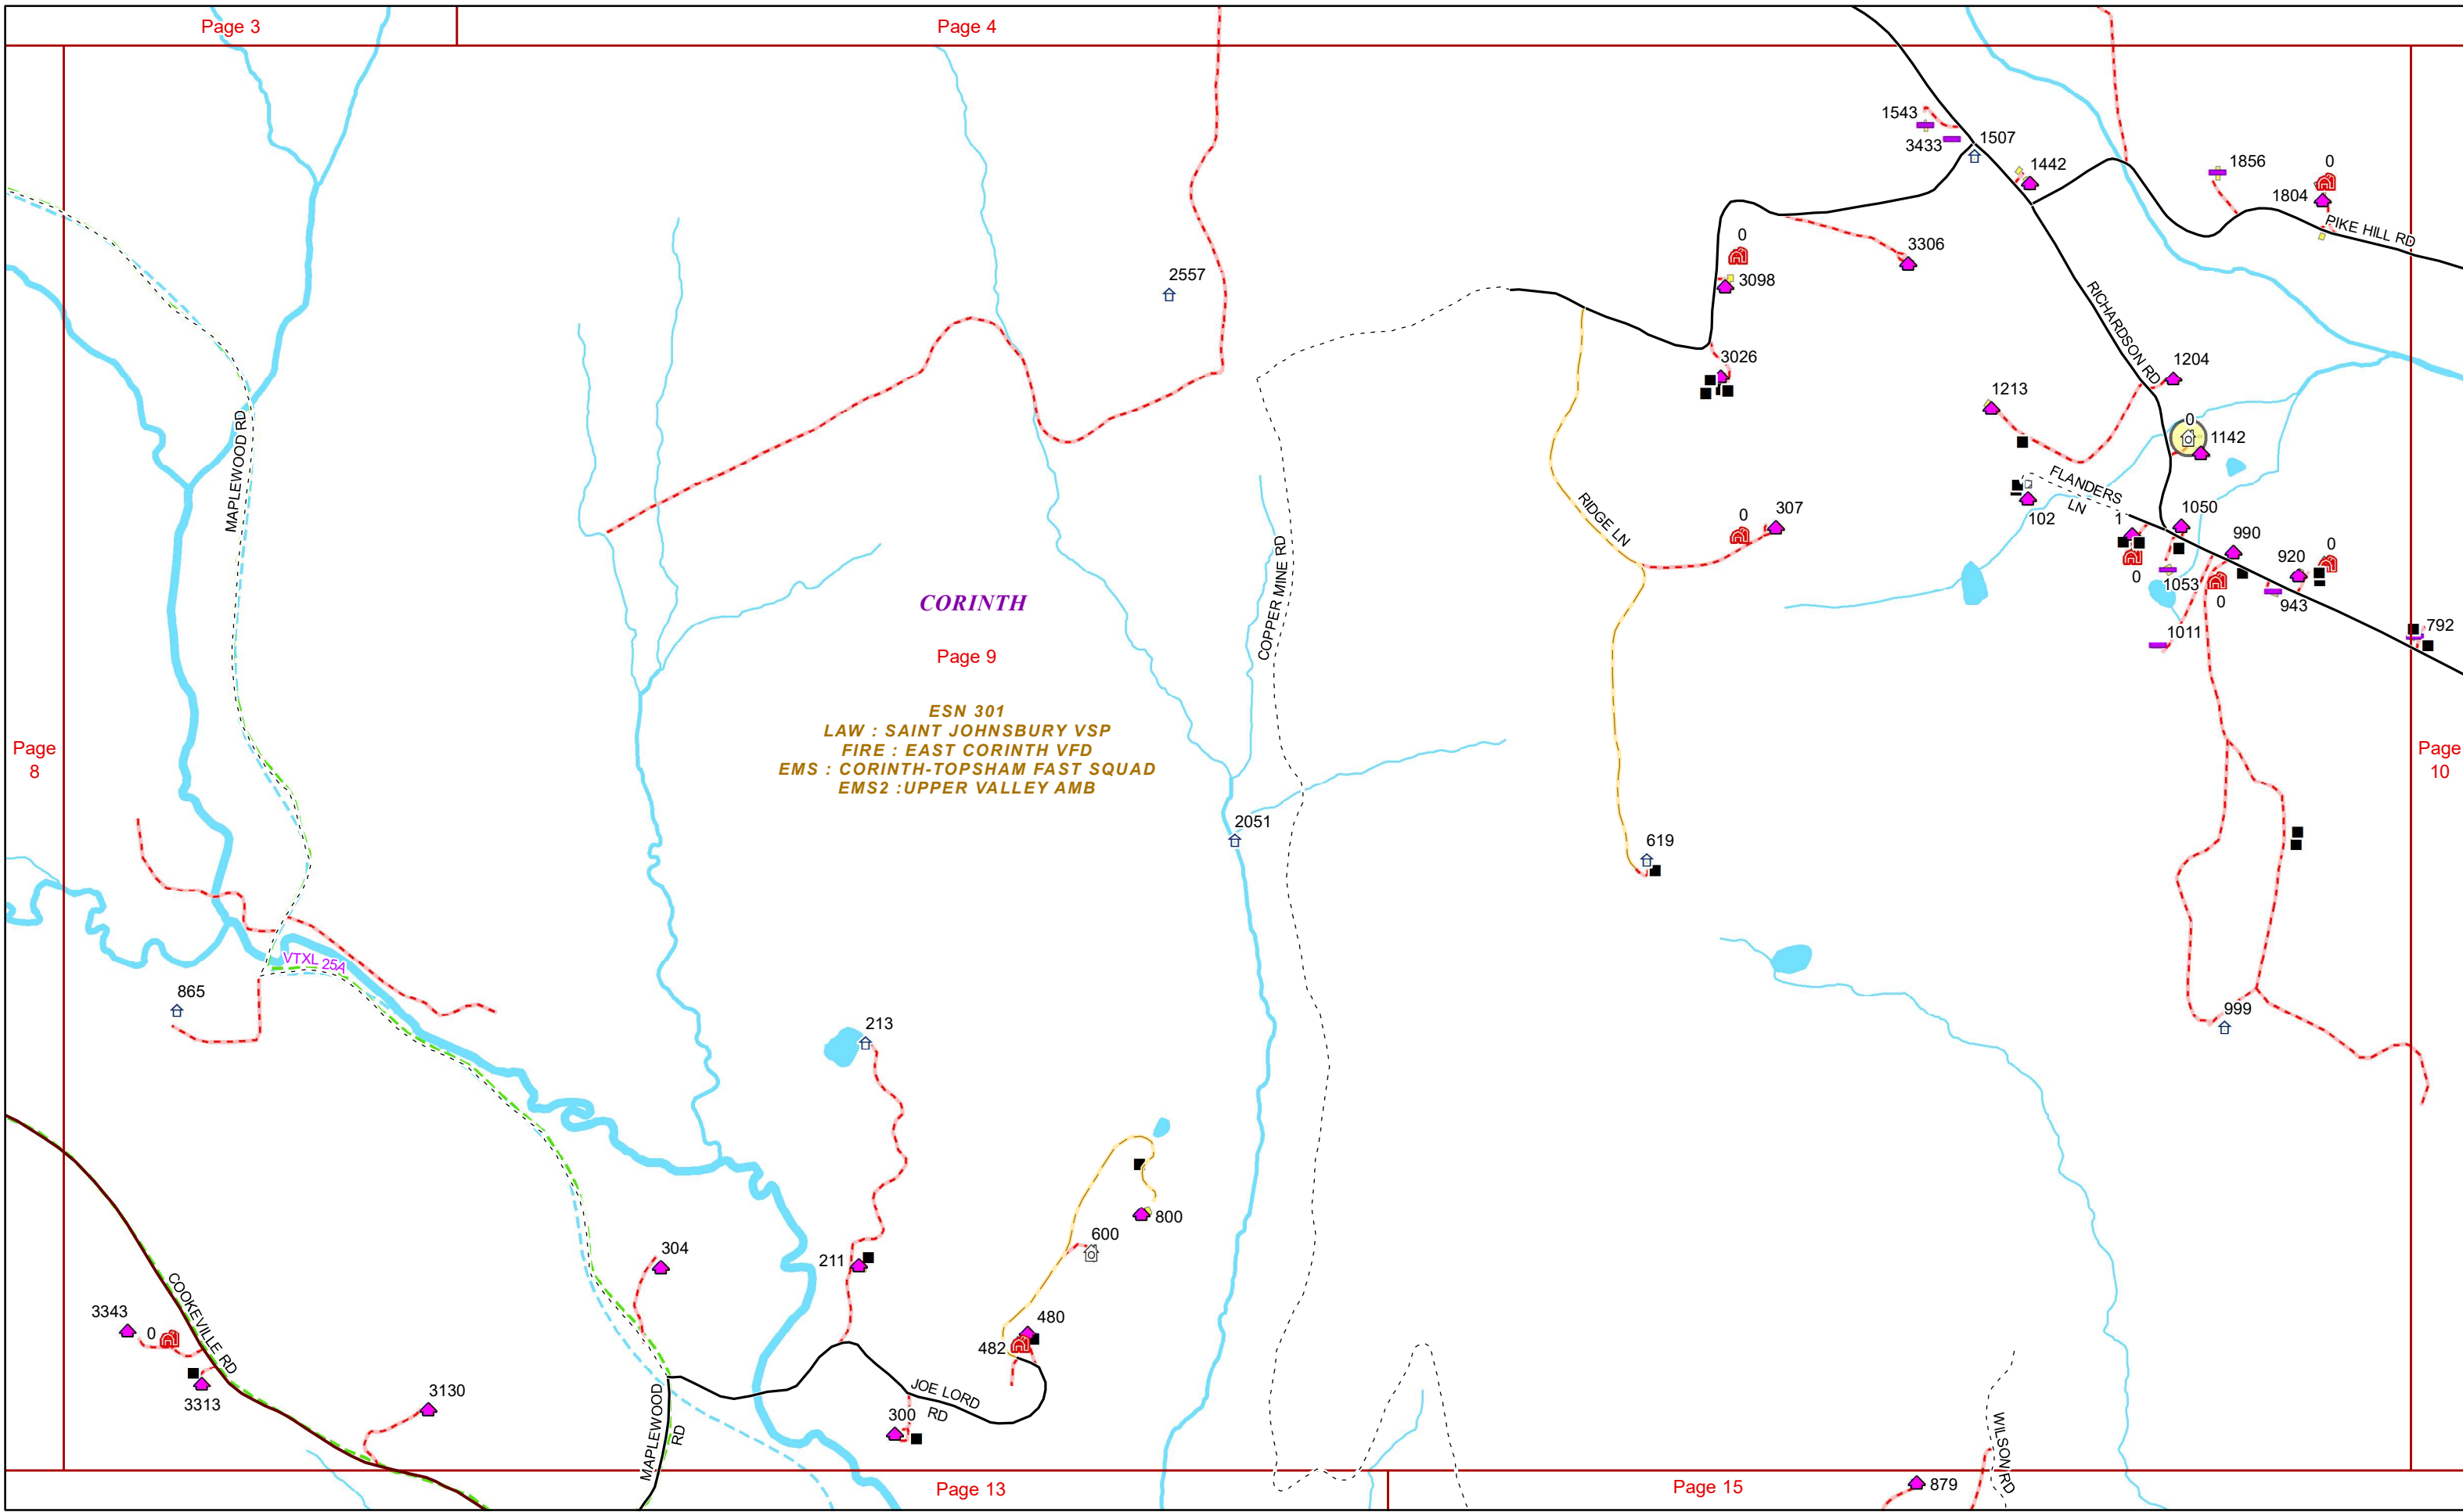 Page 3
Page 4
1543
3433
1507
1442
1856
0
1804
PIKE HILL RD
0
3098
3306
2557
RICHARDSON RD
3026
1204
1213
0
1142
MAPLEWOOD RD
FLANDERS
LN
102
1
1050
990
920
0
0
1053
0
943
1011
792
RIDGE LN
0
307
COPPER MINE RD
CORINTH
Page 9
ESN 301
LAW : SAINT JOHNSBURY VSP
FIRE : EAST CORINTH VFD
EMS : CORINTH-TOPSHAM FAST SQUAD
EMS2 :UPPER VALLEY AMB
Page
8
Page
10
2051
619
VTXL 25A
865
213
999
800
600
304
211
480
482
3343
0
COOKEVILLE RD
3313
3130
MAPLEWOOD
RD
JOE LORD
RD
300
WILSON RD
Page 13
Page 15
879